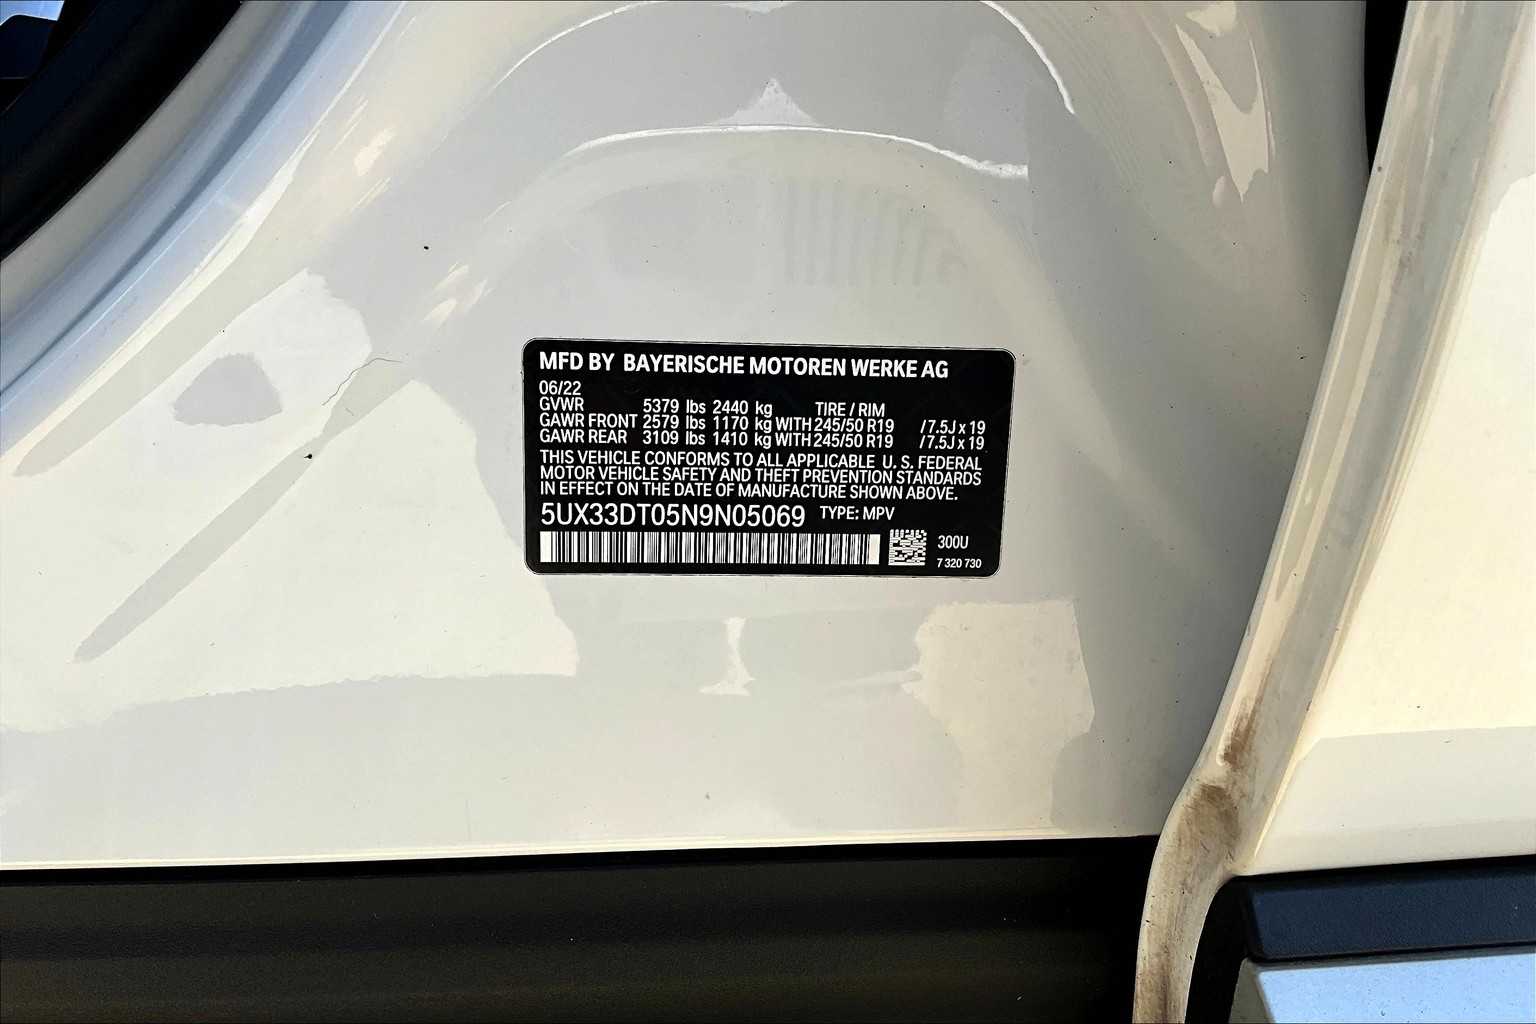 MFD BY BAYERISCHE MOTOREN WERKE AG
06/22
GVWR 5379 lbs 2440 kg TIRE / RIM
GAWR FRONT 2579 lbs 1170 kg WITH 245/50 R19 / 7.5J x 19
GAWR REAR 3109 lbs 1410 kg WITH 245/50 R19 / 7.5J x 19
THIS VEHICLE CONFORMS TO ALL APPLICABLE U. S. FEDERAL
MOTOR VEHICLE SAFETY AND THEFT PREVENTION STANDARDS
IN EFFECT ON THE DATE OF MANUFACTURE SHOWN ABOVE.
5UX33DT05N9N05069 TYPE: MPV
300U
7 320 730